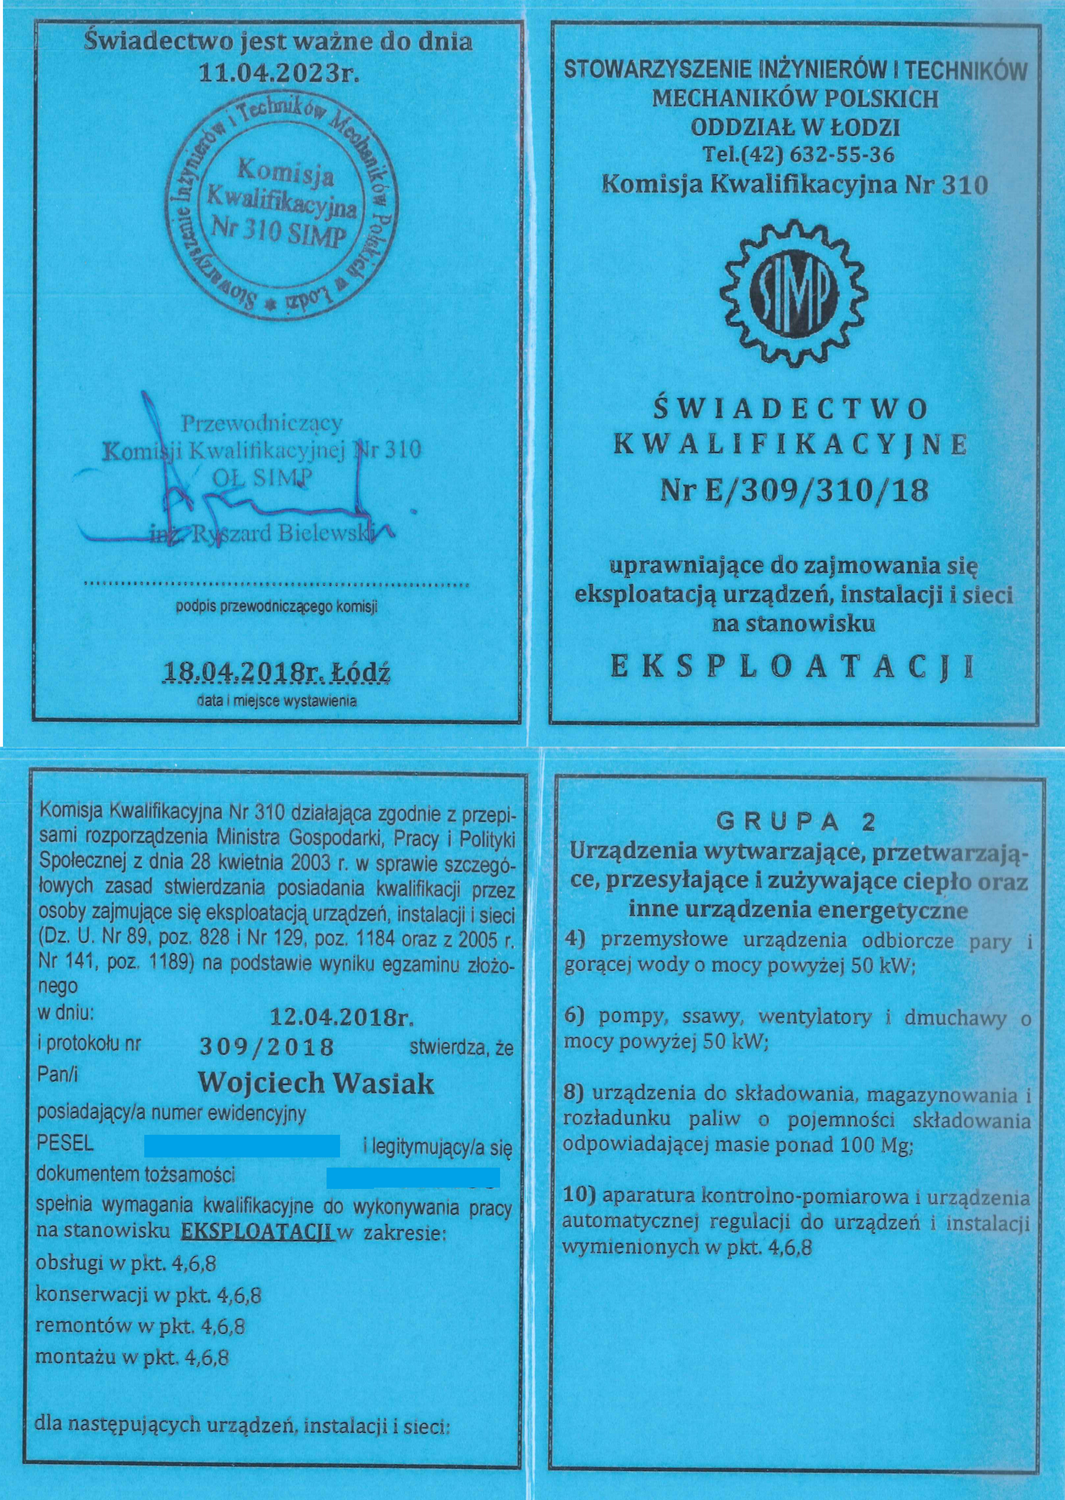 Świadectwo jest ważne do dnia
11.04.2023r.
Stowarzyszenie Inżynierów i Techników Mechaników Polskich w Łodzi *
Komisja
Kwalifikacyjna
Nr 310 SIMP
Przewodniczący
Komisji Kwalifikacyjnej Nr 310
OŁ SIMP
inż. Ryszard Bielewski
podpis przewodniczącego komisji
18.04.2018r. Łódź
data i miejsce wystawienia
STOWARZYSZENIE INŻYNIERÓW I TECHNIKÓW
MECHANIKÓW POLSKICH
ODDZIAŁ W ŁODZI
Tel.(42) 632-55-36
Komisja Kwalifikacyjna Nr 310
SIMP
ŚWIADECTWO
KWALIFIKACYJNE
Nr E/309/310/18
uprawniające do zajmowania się
eksploatacją urządzeń, instalacji i sieci
na stanowisku
EKSPLOATACJI
Komisja Kwalifikacyjna Nr 310 działająca zgodnie z przepi-
sami rozporządzenia Ministra Gospodarki, Pracy i Polityki
Społecznej z dnia 28 kwietnia 2003 r. w sprawie szczegó-
łowych zasad stwierdzania posiadania kwalifikacji przez
osoby zajmujące się eksploatacją urządzeń, instalacji i sieci
(Dz. U. Nr 89, poz. 828 i Nr 129, poz. 1184 oraz z 2005 r.
Nr 141, poz. 1189) na podstawie wyniku egzaminu złożo-
nego
w dniu: 12.04.2018r.
i protokołu nr 309/2018 stwierdza, że
Pan/i Wojciech Wasiak
posiadający/a numer ewidencyjny
PESEL i legitymujący/a się
dokumentem tożsamości
spełnia wymagania kwalifikacyjne do wykonywania pracy
na stanowisku EKSPLOATACJI w zakresie:
obsługi w pkt. 4,6,8
konserwacji w pkt. 4,6,8
remontów w pkt. 4,6,8
montażu w pkt. 4,6,8
dla następujących urządzeń, instalacji i sieci:
GRUPA 2
Urządzenia wytwarzające, przetwarzają-
ce, przesyłające i zużywające ciepło oraz
inne urządzenia energetyczne
4) przemysłowe urządzenia odbiorcze pary i
gorącej wody o mocy powyżej 50 kW;
6) pompy, ssawy, wentylatory i dmuchawy o
mocy powyżej 50 kW;
8) urządzenia do składowania, magazynowania i
rozładunku paliw o pojemności składowania
odpowiadającej masie ponad 100 Mg;
10) aparatura kontrolno-pomiarowa i urządzenia
automatycznej regulacji do urządzeń i instalacji
wymienionych w pkt. 4,6,8